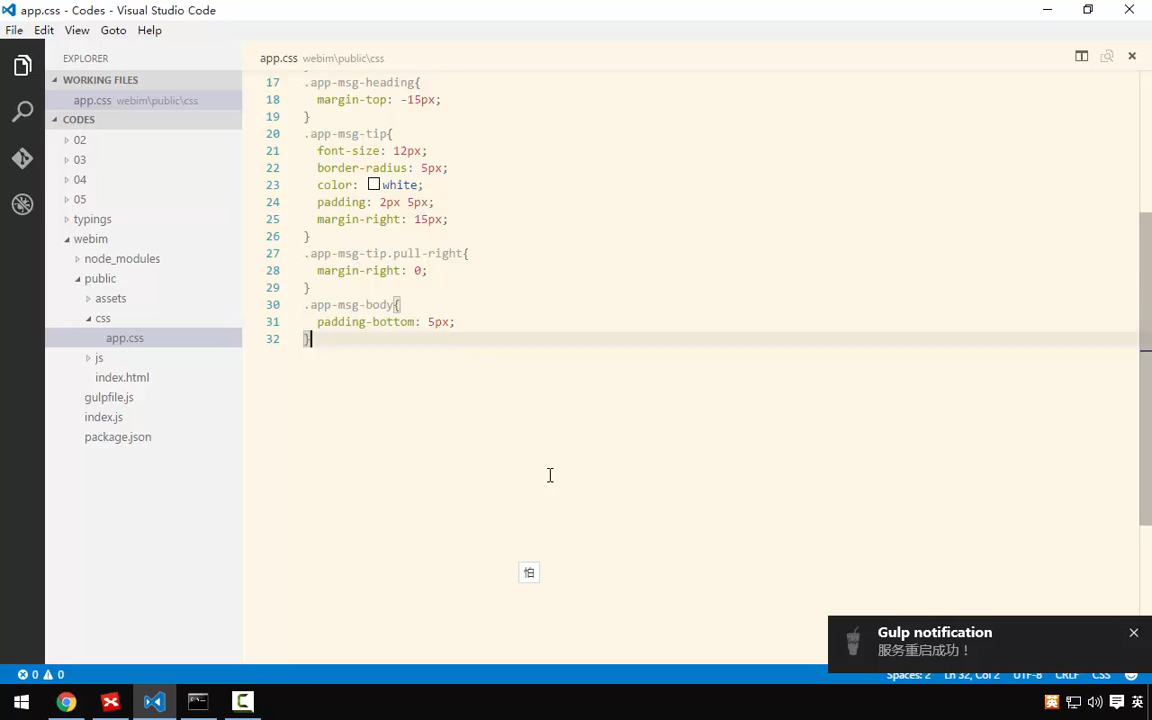 app.css - Codes - Visual Studio Code
File Edit View Goto Help
EXPLORER
WORKING FILES
app.css webim\public\css
CODES
02
03
04
05
typings
webim
node_modules
public
assets
css
app.css
js
index.html
gulpfile.js
index.js
package.json
app.css webim\public\css
17 .app-msg-heading{
18 margin-top: -15px;
19 }
20 .app-msg-tip{
21 font-size: 12px;
22 border-radius: 5px;
23 color: white;
24 padding: 2px 5px;
25 margin-right: 15px;
26 }
27 .app-msg-tip.pull-right{
28 margin-right: 0;
29 }
30 .app-msg-body{
31 padding-bottom: 5px;
32 }
怕
Gulp notification
服务重启成功！
0 0
Spaces: 2 Ln 32, Col 2 UTF-8 CRLF CSS
英 英